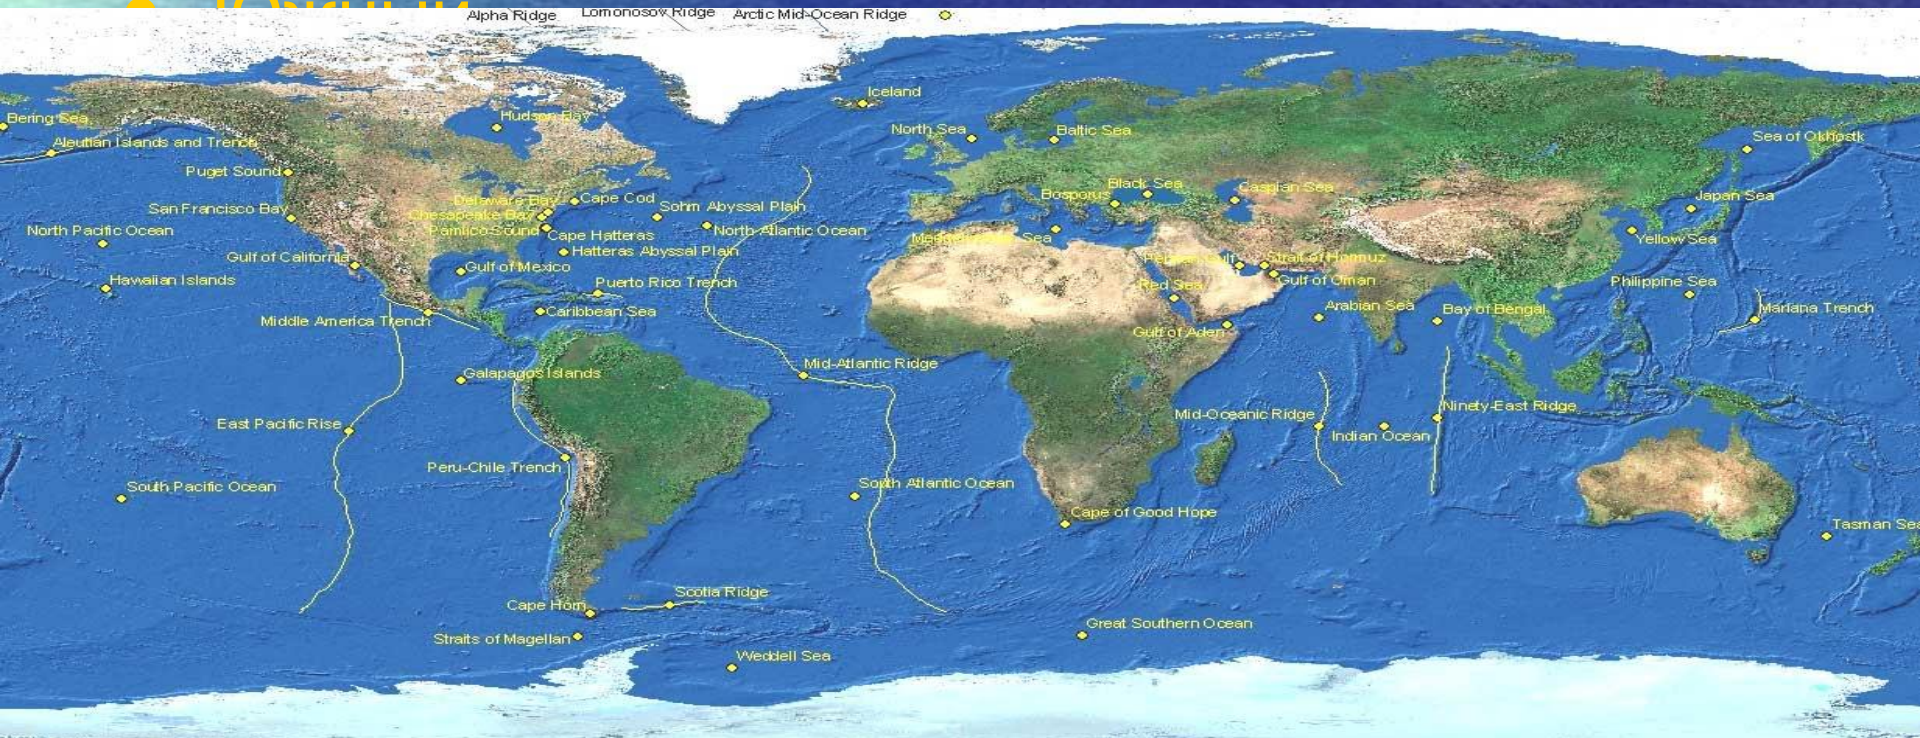 Alpha Ridge
Lomonosov Ridge
Arctic Mid-Ocean Ridge
Iceland
Bering Sea
Hudson Bay
North Sea
Baltic Sea
Sea of Okhostk
Aleutian Islands and Trench
Puget Sound
Black Sea
Caspian Sea
Bosporus
Japan Sea
Delaware Bay
Cape Cod
Sohm Abyssal Plain
San Francisco Bay
Chesapeake Bay
North Pacific Ocean
Pamlico Sound
Cape Hatteras
North Atlantic Ocean
Mediterranean Sea
Yellow Sea
Gulf of California
Hatteras Abyssal Plain
Persian Gulf
Strait of Hormuz
Gulf of Mexico
Hawaiian Islands
Puerto Rico Trench
Red Sea
Gulf of Oman
Philippine Sea
Middle America Trench
Caribbean Sea
Arabian Sea
Bay of Bengal
Mariana Trench
Gulf of Aden
Galapagos Islands
Mid-Atlantic Ridge
East Pacific Rise
Mid-Oceanic Ridge
Ninety-East Ridge
Indian Ocean
Peru-Chile Trench
South Pacific Ocean
South Atlantic Ocean
Cape of Good Hope
Tasman Sea
Scotia Ridge
Cape Horn
Great Southern Ocean
Straits of Magellan
Weddell Sea